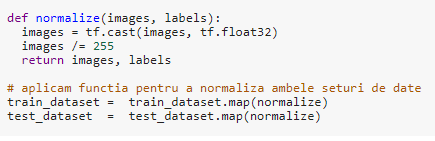 def normalize(images, labels):
  images = tf.cast(images, tf.float32)
  images /= 255
  return images, labels
# aplicam functia pentru a normaliza ambele seturi de date
train_dataset =  train_dataset.map(normalize)
test_dataset  =  test_dataset.map(normalize)